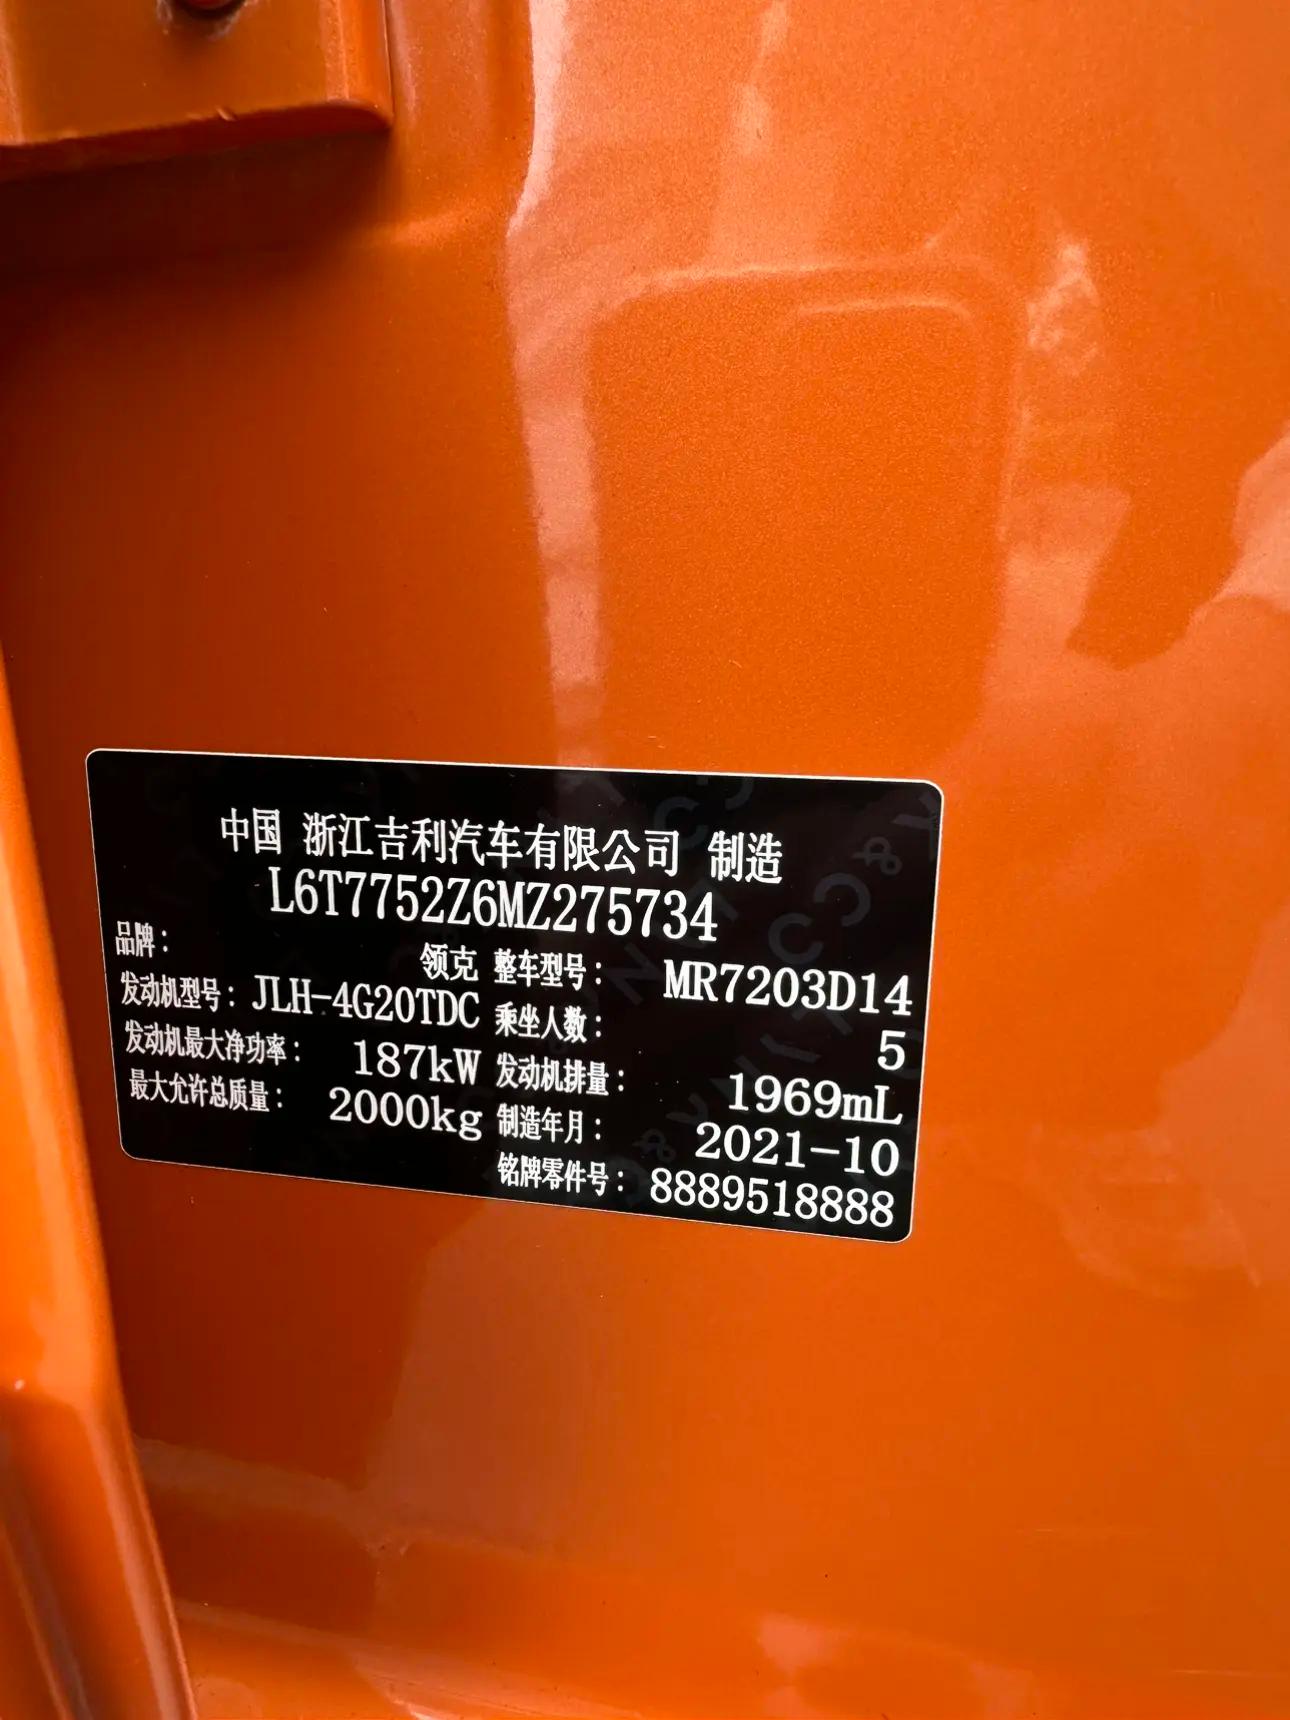 中国 浙江吉利汽车有限公司 制造
L6T7752Z6MZ275734
品牌： 领克 整车型号： MR7203D14
发动机型号： JLH-4G20TDC 乘坐人数： 5
发动机最大净功率： 187kW 发动机排量： 1969mL
最大允许总质量： 2000kg 制造年月： 2021-10
铭牌零件号： 8889518888